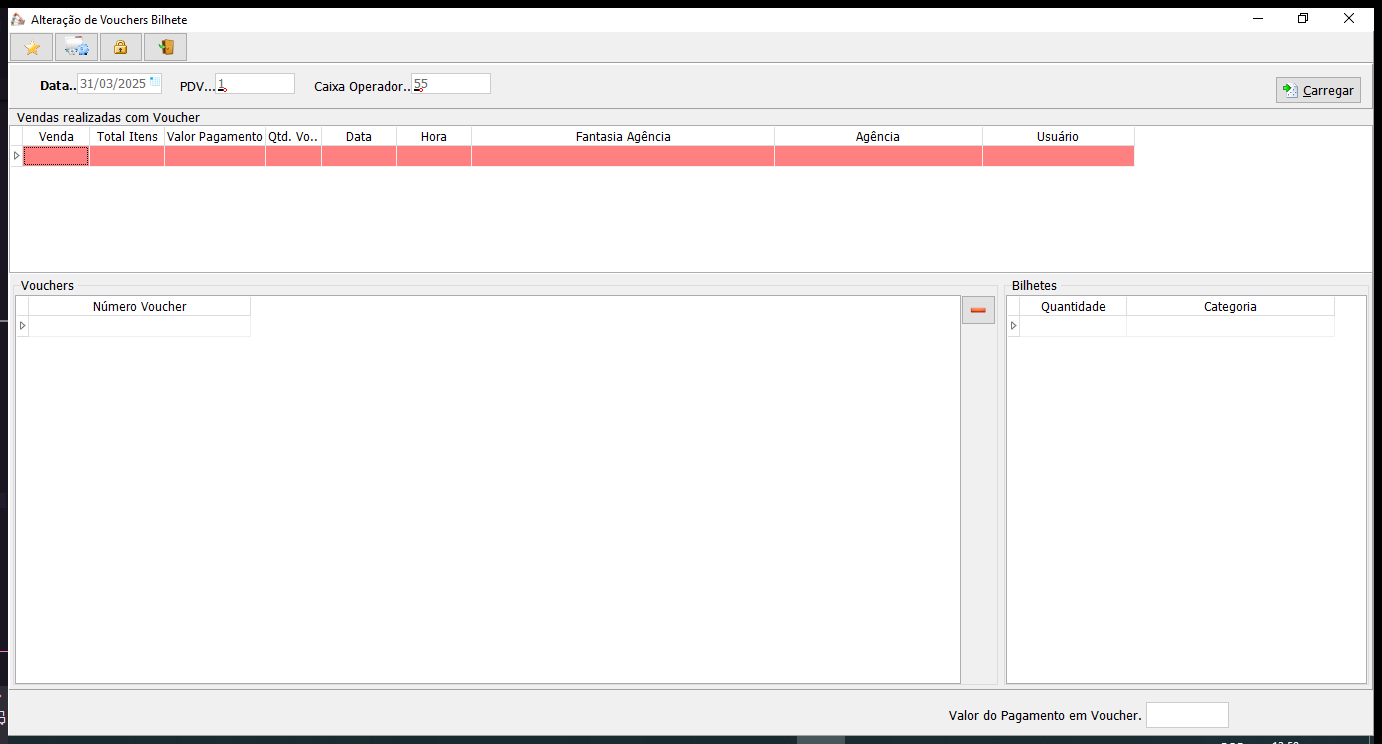 Alteração de Vouchers Bilhete
Data.. 31/03/2025 PDV... 1 Caixa Operador.. 55 Carregar
Vendas realizadas com Voucher
Venda Total Itens Valor Pagamento Qtd. Vo.. Data Hora Fantasia Agência Agência Usuário
Vouchers Bilhetes
Número Voucher Quantidade Categoria
Valor do Pagamento em Voucher.